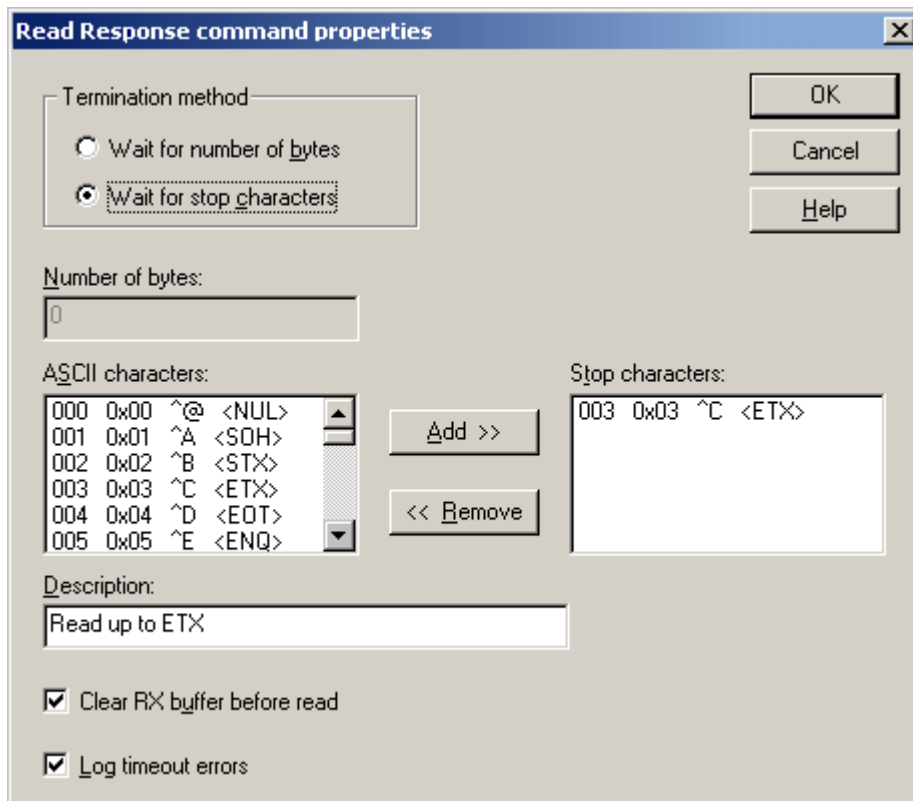 Read Response command properties
Termination method
OK
Wait for number of bytes
Cancel
Wait for stop characters
Help
Number of bytes:
0
ASCII characters:
Stop characters:
000 0x00 ^@ <NUL>
001 0x01 ^A <SOH>
002 0x02 ^B <STX>
003 0x03 ^C <ETX>
004 0x04 ^D <EOT>
005 0x05 ^E <ENQ>
Add >>
<< Remove
003 0x03 ^C <ETX>
Description:
Read up to ETX
Clear RX buffer before read
Log timeout errors